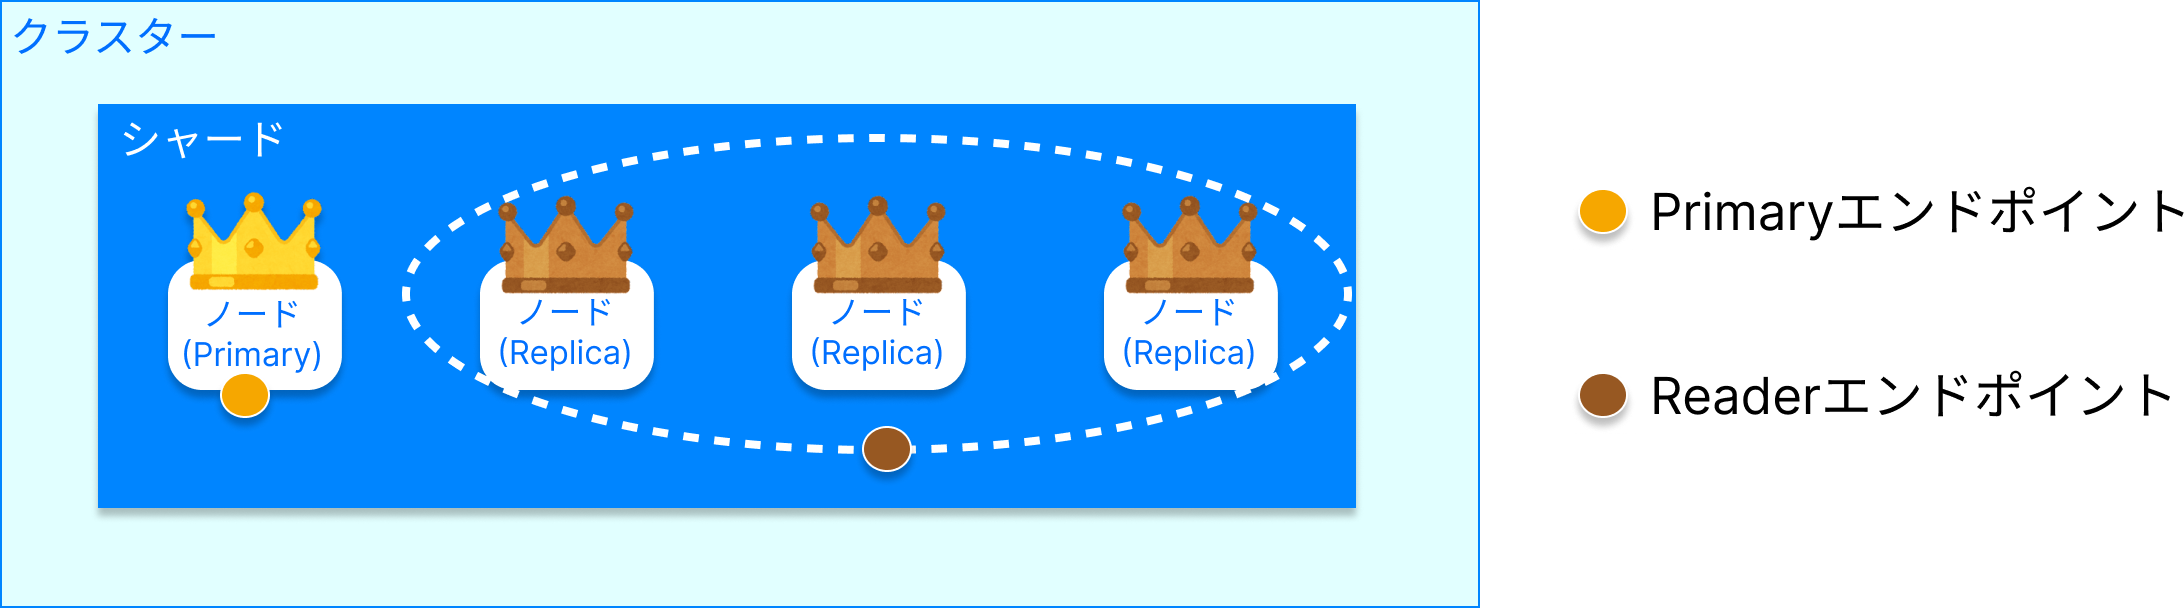 クラスター
シャード
ノード
(Primary)
ノード
(Replica)
ノード
(Replica)
ノード
(Replica)
Primaryエンドポイント
Readerエンドポイント